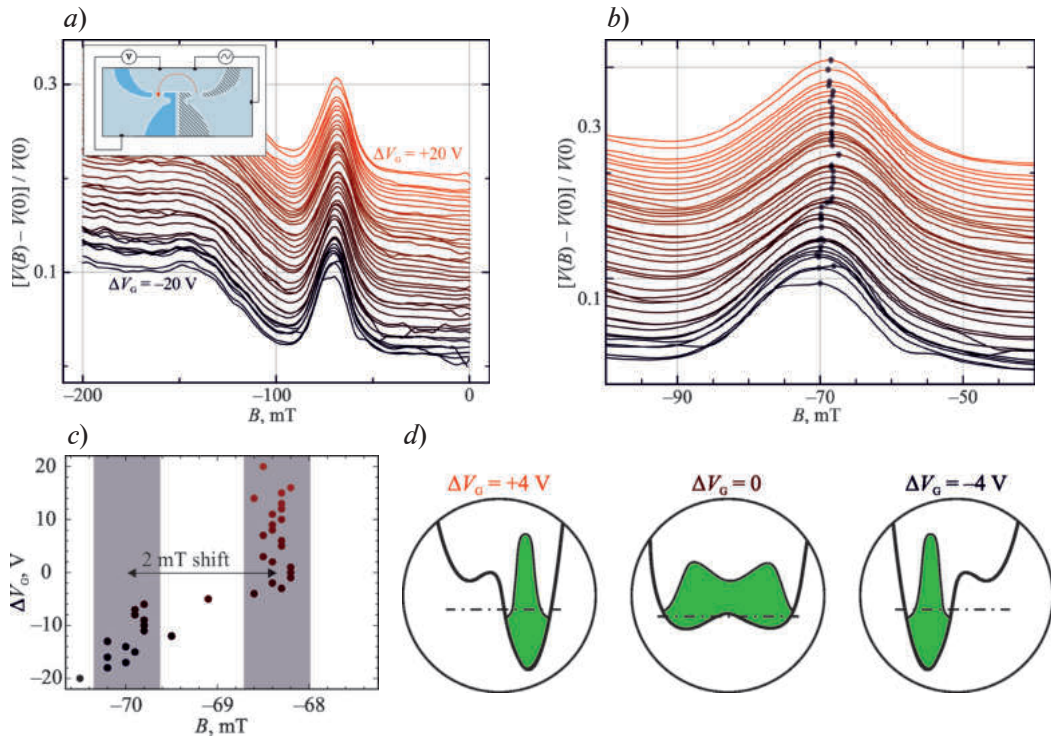 a)
b)
[V(B) − V(0)] / V(0)
0.3
0.1
V
ΔV_G = +20 V
ΔV_G = −20 V
−200
−100
0
B, mT
[V(B) − V(0)] / V(0)
0.3
0.1
−90
−70
−50
B, mT
c)
d)
ΔV_G, V
20
10
0
−10
−20
2 mT shift
−70
−69
−68
B, mT
ΔV_G = +4 V
ΔV_G = 0
ΔV_G = −4 V